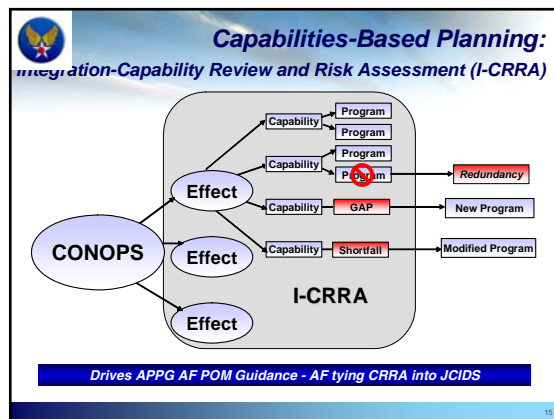 Capabilities-Based Planning:
Integration-Capability Review and Risk Assessment (I-CRRA)
Program
Capability
Program
Program
Capability
Program
Redundancy
Effect
Capability
GAP
New Program
CONOPS
Effect
Capability
Shortfall
Modified Program
I-CRRA
Effect
Drives APPG AF POM Guidance - AF tying CRRA into JCIDS
15